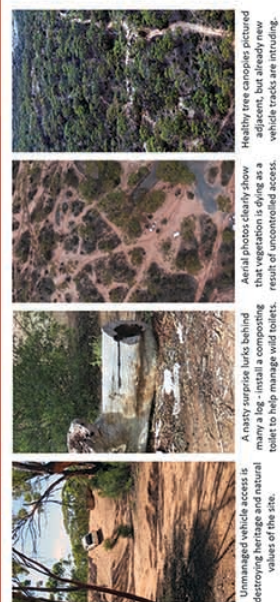 Unmanaged vehicle access is
destroying heritage and natural
values of the site.
A nasty surprise lurks behind
many a log - install a composting
toilet to help manage wild toilets.
Aerial photos clearly show
that vegetation is dying as a
result of uncontrolled access.
Healthy tree canopies pictured
adjacent, but already new
vehicle tracks are intruding.